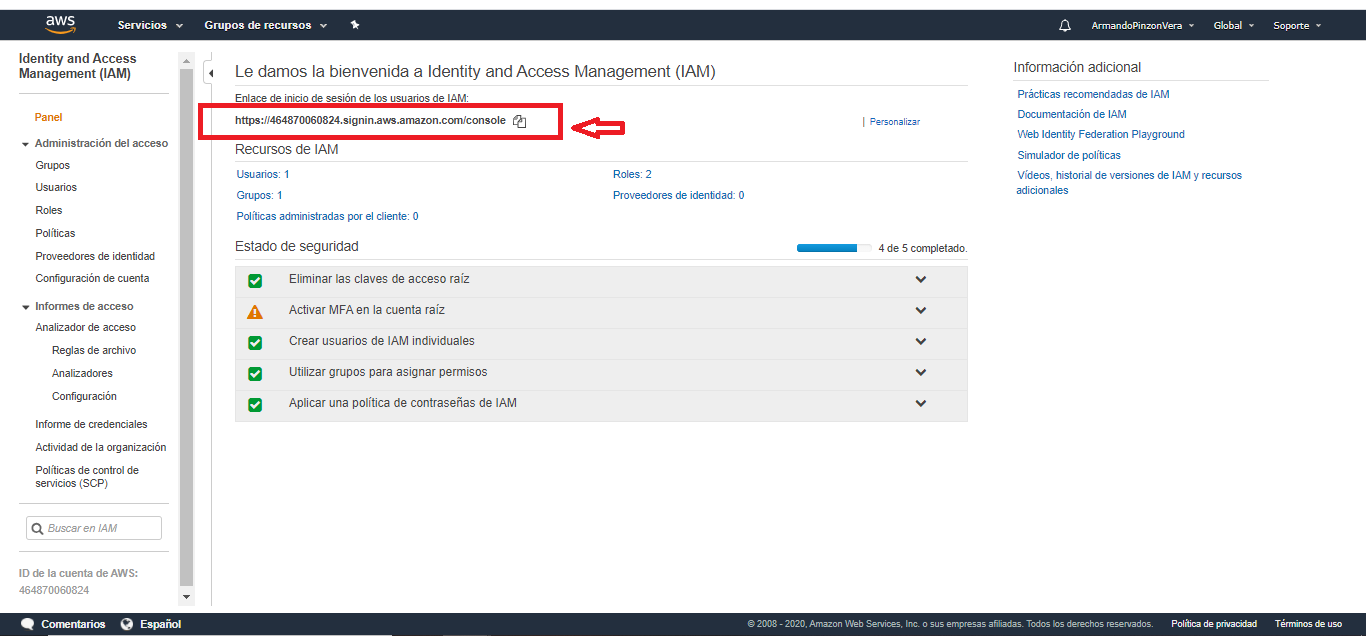 aws
Servicios
Grupos de recursos
ArmandoPinzonVera
Global
Soporte
Identity and Access
Management (IAM)
Panel
Administración del acceso
Grupos
Usuarios
Roles
Políticas
Proveedores de identidad
Configuración de cuenta
Informes de acceso
Analizador de acceso
Reglas de archivo
Analizadores
Configuración
Informe de credenciales
Actividad de la organización
Políticas de control de
servicios (SCP)
Buscar en IAM
ID de la cuenta de AWS:
464870060824
Le damos la bienvenida a Identity and Access Management (IAM)
Enlace de inicio de sesión de los usuarios de IAM:
https://464870060824.signin.aws.amazon.com/console
| Personalizar
Recursos de IAM
Usuarios: 1
Roles: 2
Grupos: 1
Proveedores de identidad: 0
Políticas administradas por el cliente: 0
Estado de seguridad
4 de 5 completado.
Eliminar las claves de acceso raíz
Activar MFA en la cuenta raíz
Crear usuarios de IAM individuales
Utilizar grupos para asignar permisos
Aplicar una política de contraseñas de IAM
Información adicional
Prácticas recomendadas de IAM
Documentación de IAM
Web Identity Federation Playground
Simulador de políticas
Vídeos, historial de versiones de IAM y recursos
adicionales
Comentarios
Español
© 2008 - 2020, Amazon Web Services, Inc. o sus empresas afiliadas. Todos los derechos reservados.
Política de privacidad
Términos de uso